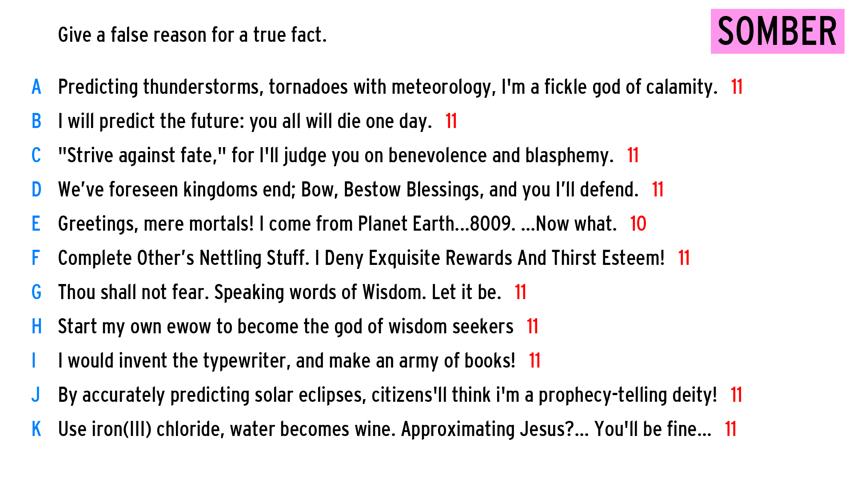 Give a false reason for a true fact.
SOMBER
A Predicting thunderstorms, tornadoes with meteorology, I'm a fickle god of calamity. 11
B I will predict the future: you all will die one day. 11
C "Strive against fate," for I'll judge you on benevolence and blasphemy. 11
D We've foreseen kingdoms end; Bow, Bestow Blessings, and you I'll defend. 11
E Greetings, mere mortals! I come from Planet Earth...8009. ...Now what. 10
F Complete Other's Nettling Stuff. I Deny Exquisite Rewards And Thirst Esteem! 11
G Thou shall not fear. Speaking words of Wisdom. Let it be. 11
H Start my own ewow to become the god of wisdom seekers 11
I I would invent the typewriter, and make an army of books! 11
J By accurately predicting solar eclipses, citizens'll think i'm a prophecy-telling deity! 11
K Use iron(III) chloride, water becomes wine. Approximating Jesus?... You'll be fine... 11